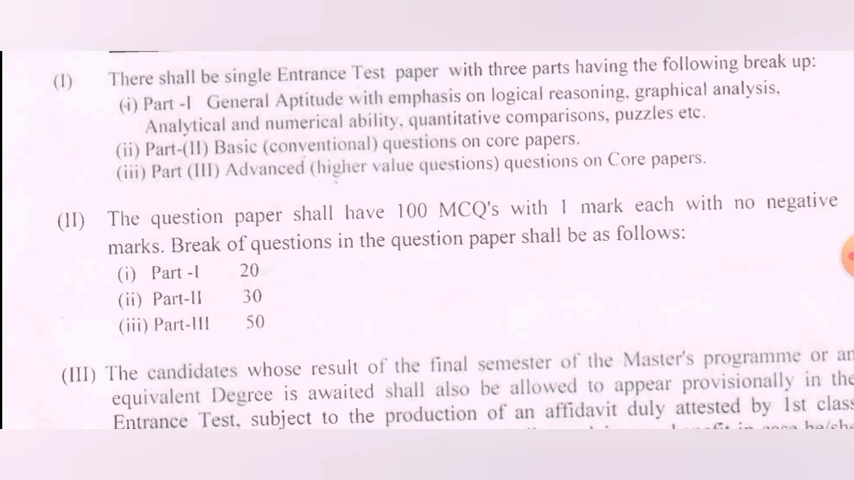 (I) There shall be single Entrance Test paper with three parts having the following break up:
(i) Part -I General Aptitude with emphasis on logical reasoning, graphical analysis,
Analytical and numerical ability, quantitative comparisons, puzzles etc.
(ii) Part-(II) Basic (conventional) questions on core papers.
(iii) Part (III) Advanced (higher value questions) questions on Core papers.
(II) The question paper shall have 100 MCQ's with 1 mark each with no negative
marks. Break of questions in the question paper shall be as follows:
(i) Part -I 20
(ii) Part-II 30
(iii) Part-III 50
(III) The candidates whose result of the final semester of the Master's programme or an
equivalent Degree is awaited shall also be allowed to appear provisionally in the
Entrance Test, subject to the production of an affidavit duly attested by 1st class